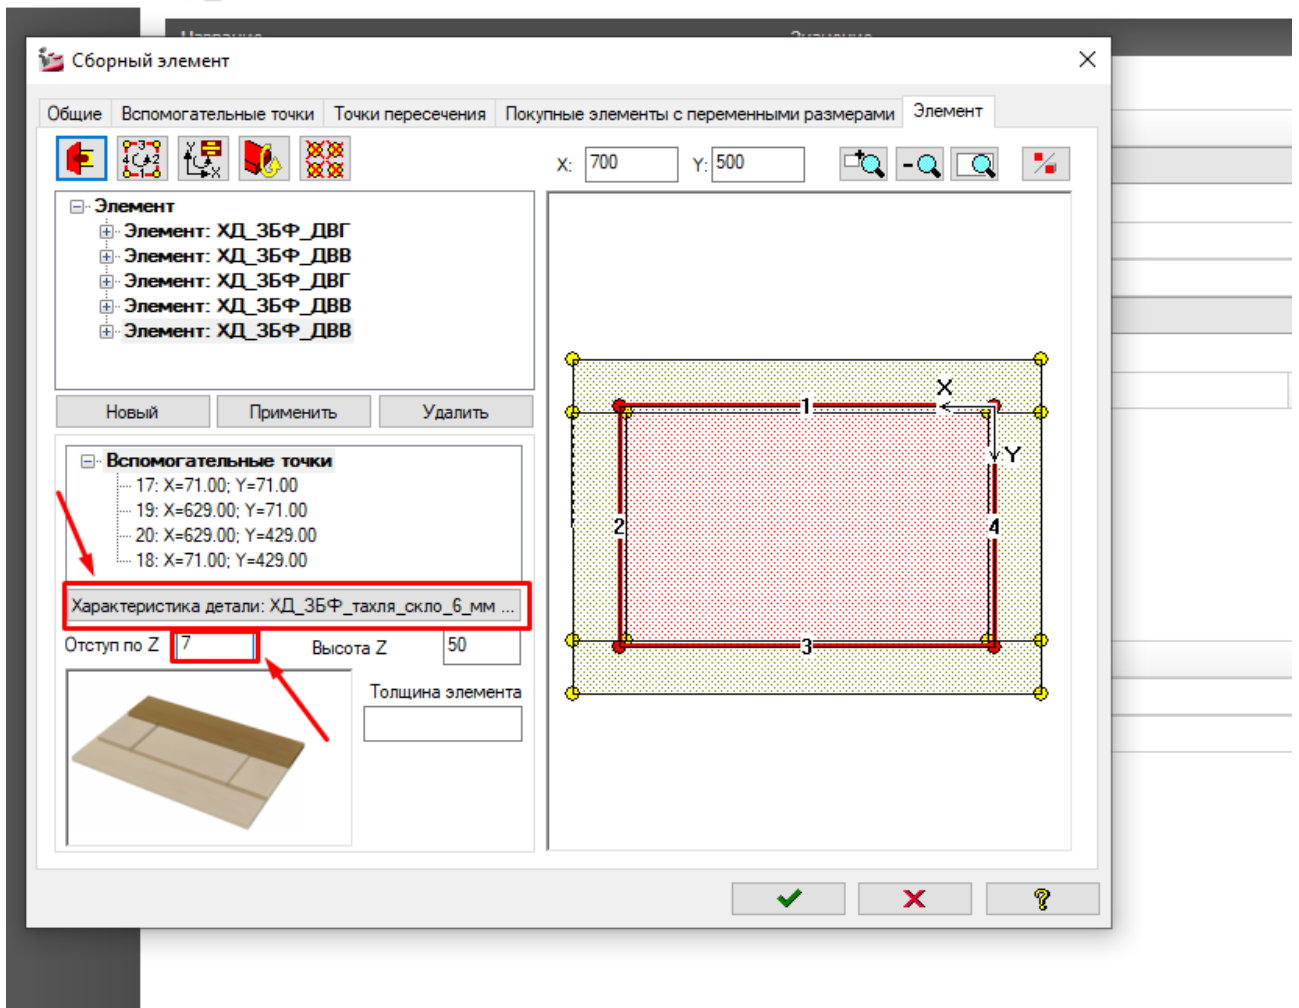 Название Значение
Сборный элемент
Общие Вспомогательные точки Точки пересечения Покупные элементы с переменными размерами Элемент
X: 700 Y: 500
Элемент
Элемент: ХД_ЗБФ_ДВГ
Элемент: ХД_ЗБФ_ДВВ
Элемент: ХД_ЗБФ_ДВГ
Элемент: ХД_ЗБФ_ДВВ
Элемент: ХД_ЗБФ_ДВВ
Новый Применить Удалить
Вспомогательные точки
17: X=71.00; Y=71.00
19: X=629.00; Y=71.00
20: X=629.00; Y=429.00
18: X=71.00; Y=429.00
Характеристика детали: ХД_ЗБФ_тахля_скло_6_мм ...
Отступ по Z 7 Высота Z 50
Толщина элемента
X
1
Y
2
4
3